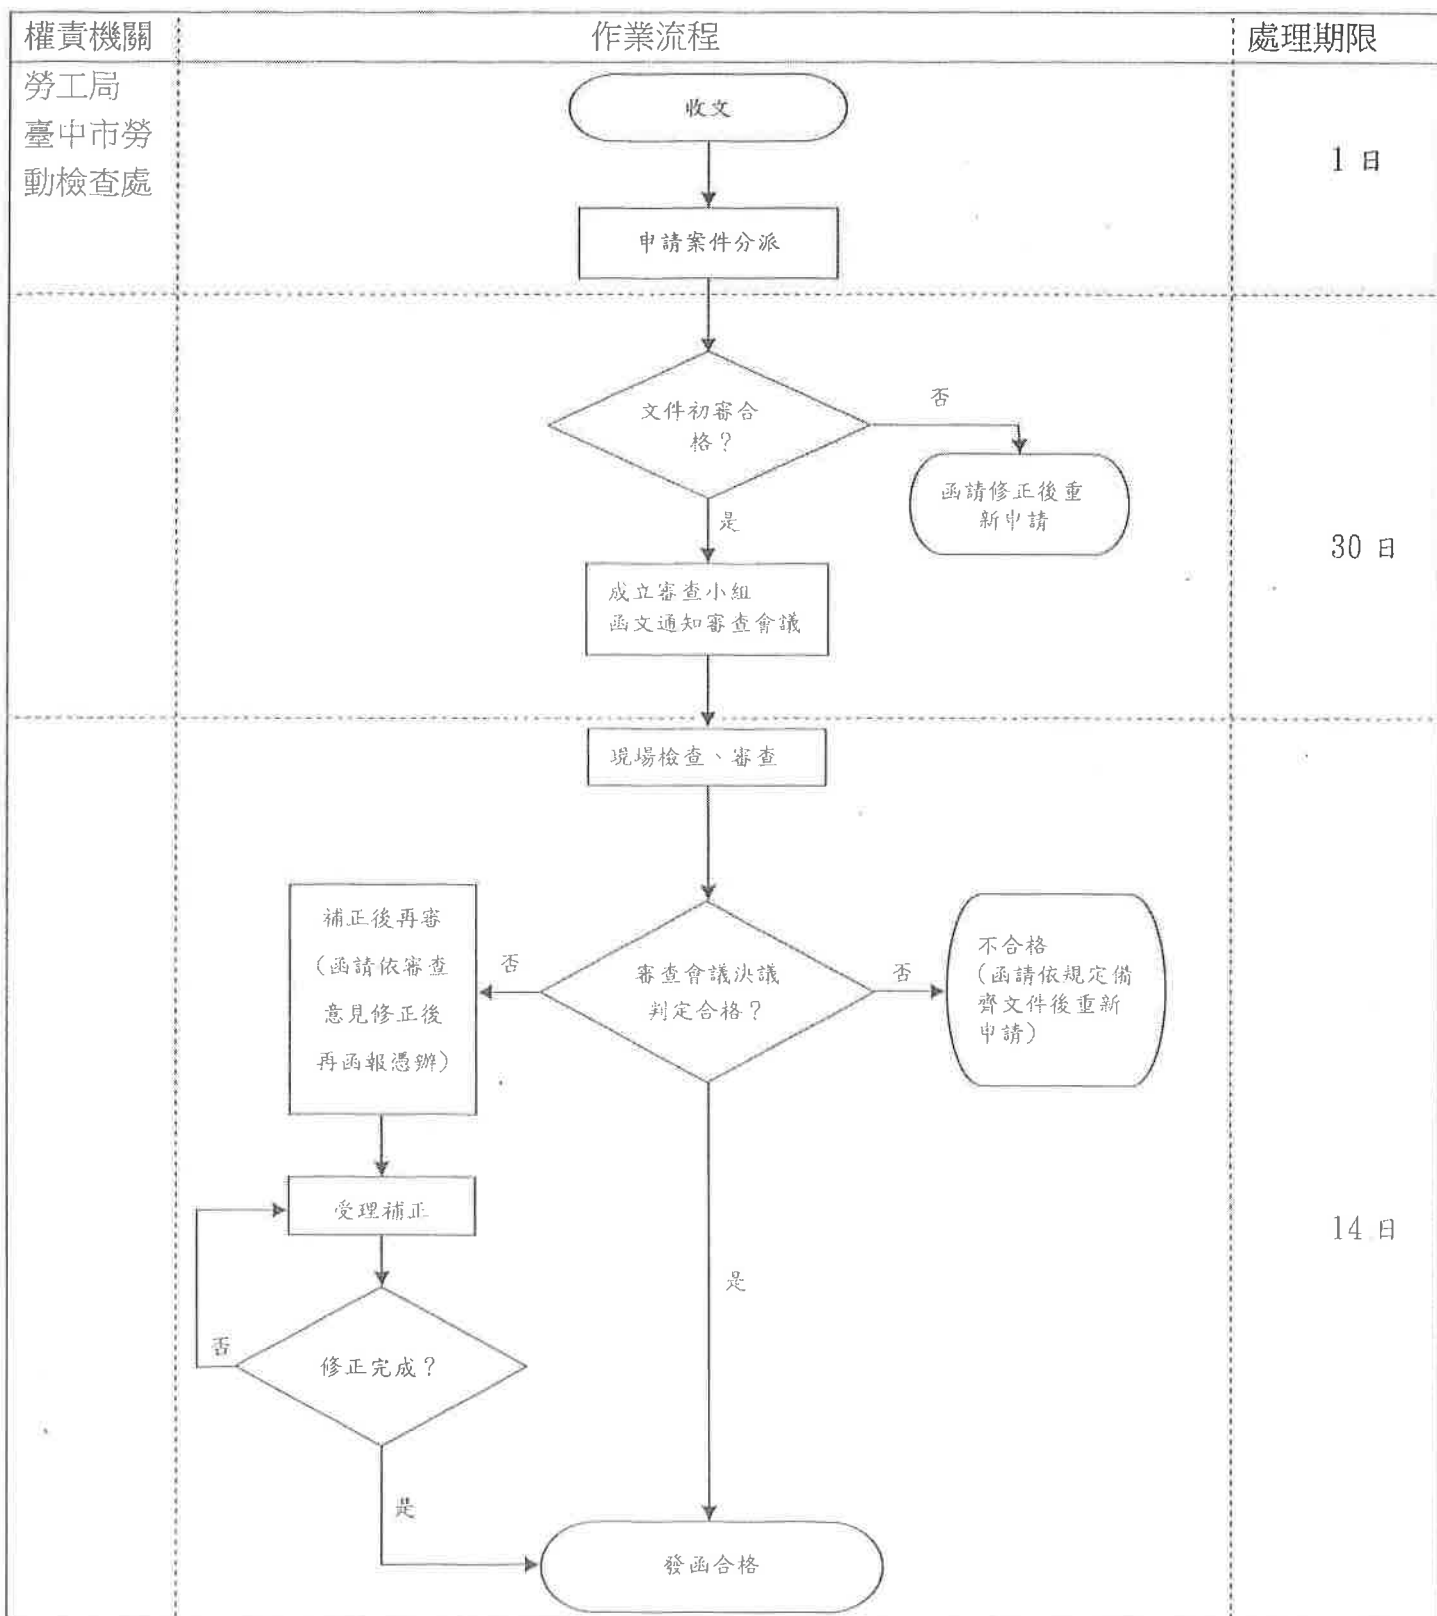 權責機關
作業流程
處理期限
勞工局
臺中市勞
動檢查處
收文
1 日
申請案件分派
文件初審合
格？
否
函請修正後重
新申請
是
30 日
成立審查小組
函文通知審查會議
現場檢查、審查
補正後再審
（函請依審查
意見修正後
再函報憑辦）
否
審查會議決議
判定合格？
否
不合格
（函請依規定備
齊文件後重新
申請）
受理補正
14 日
是
否
修正完成？
是
發函合格